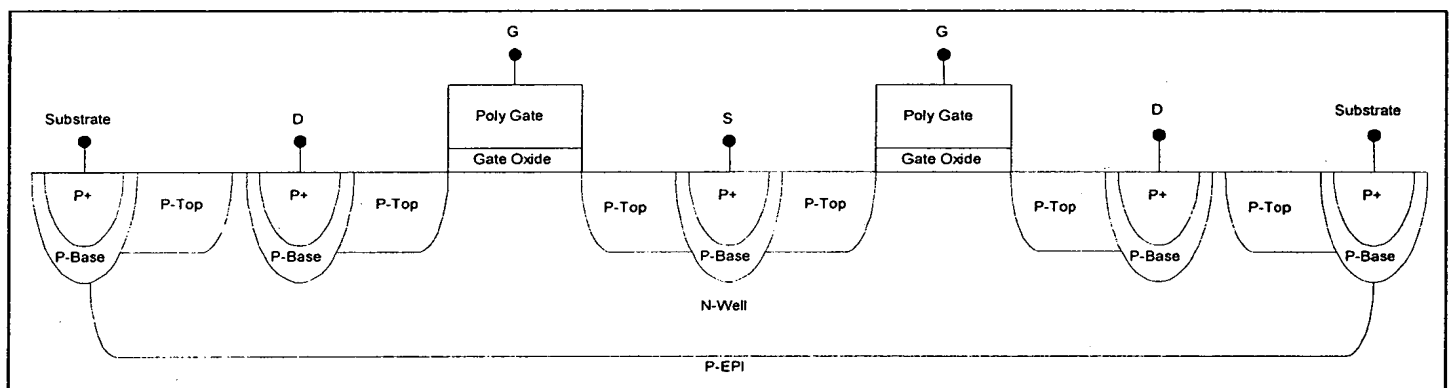 G G
Substrate D Poly Gate S Poly Gate D Substrate
Gate Oxide Gate Oxide
P+ P-Top P+ P-Top P-Top P+ P-Top P-Top P+ P-Top P+
P-Base P-Base P-Base P-Base P-Base
N-Well
P-EPI